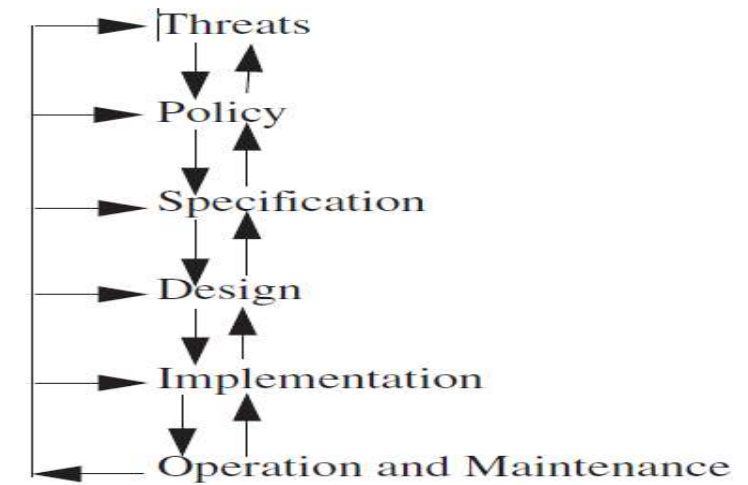 Threats
Policy
Specification
Design
Implementation
Operation and Maintenance